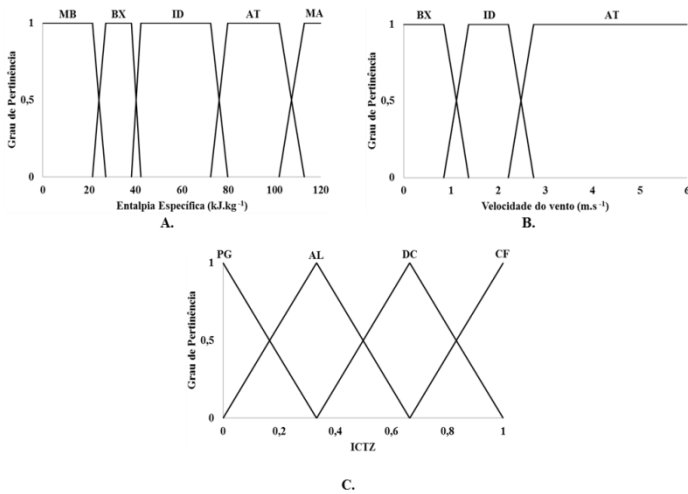 MB BX ID AT MA
Grau de Pertinência
1
0,5
0
0 20 40 60 80 100 120
Entalpia Específica (kJ.kg⁻¹)
A.
BX ID AT
Grau de Pertinência
1
0,5
0
0 1 2 3 4 5 6
Velocidade do vento (m.s⁻¹)
B.
PG AL DC CF
Grau de Pertinência
1
0,5
0
0 0,2 0,4 0,6 0,8 1
ICTZ
C.